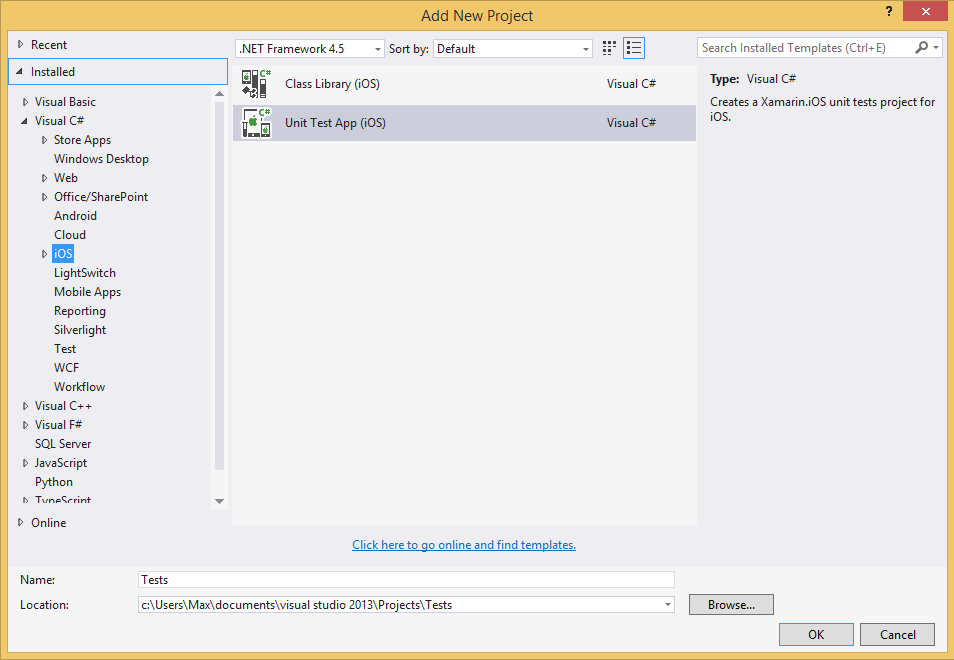 Add New Project
?
Recent
Installed
Visual Basic
Visual C#
Store Apps
Windows Desktop
Web
Office/SharePoint
Android
Cloud
iOS
LightSwitch
Mobile Apps
Reporting
Silverlight
Test
WCF
Workflow
Visual C++
Visual F#
SQL Server
JavaScript
Python
TypeScript
Online
.NET Framework 4.5
Sort by:
Default
C#
Class Library (iOS)
Visual C#
C#
Unit Test App (iOS)
Visual C#
Search Installed Templates (Ctrl+E)
Type: Visual C#
Creates a Xamarin.iOS unit tests project for
iOS.
Click here to go online and find templates.
Name:
Tests
Location:
c:\Users\Max\documents\visual studio 2013\Projects\Tests
Browse...
OK
Cancel